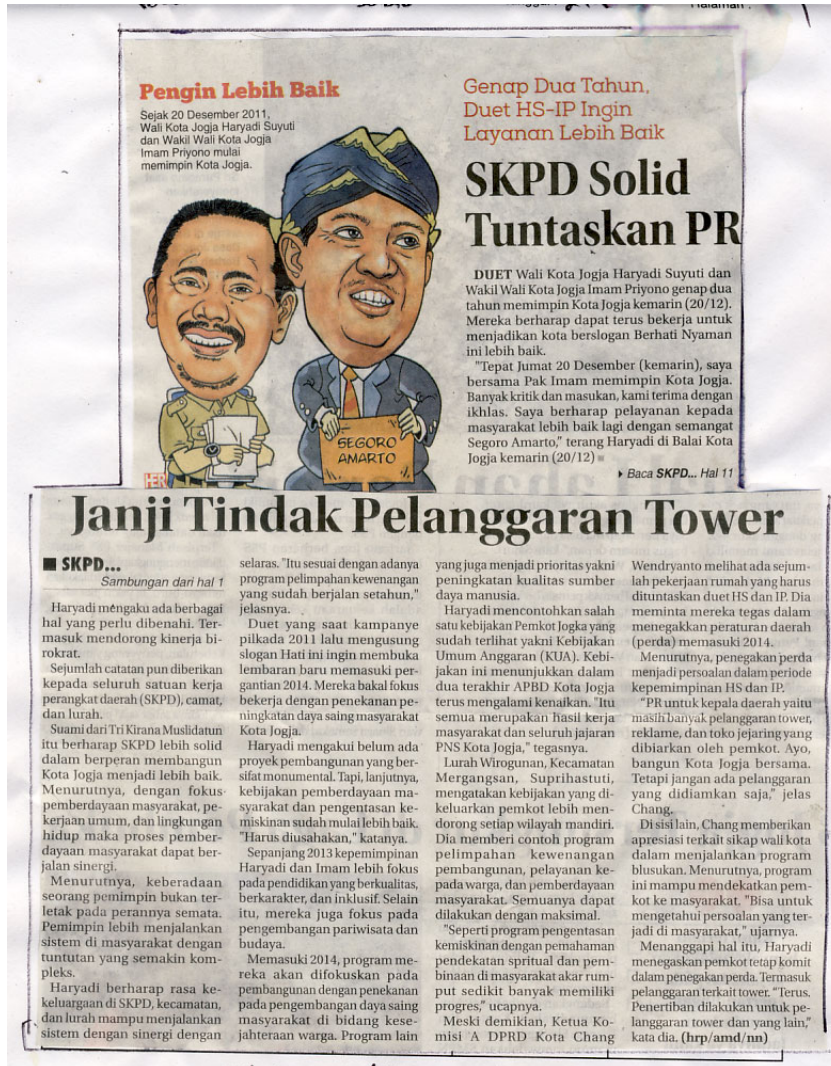 Halaman :
Pengin Lebih Baik
Sejak 20 Desember 2011,
Wali Kota Jogja Haryadi Suyuti
dan Wakil Wali Kota Jogja
Imam Priyono mulai
memimpin Kota Jogja.
SEGORO
AMARTO
HER
Genap Dua Tahun,
Duet HS-IP Ingin
Layanan Lebih Baik
SKPD Solid
Tuntaskan PR
DUET Wali Kota Jogja Haryadi Suyuti dan
Wakil Wali Kota Jogja Imam Priyono genap dua
tahun memimpin Kota Jogja kemarin (20/12).
Mereka berharap dapat terus bekerja untuk
menjadikan kota berslogan Berhati Nyaman
ini lebih baik.
"Tepat Jumat 20 Desember (kemarin), saya
bersama Pak Imam memimpin Kota Jogja.
Banyak kritik dan masukan, kami terima dengan
ikhlas. Saya berharap pelayanan kepada
masyarakat lebih baik lagi dengan semangat
Segoro Amarto," terang Haryadi di Balai Kota
Jogja kemarin (20/12)
Baca SKPD... Hal 11
Janji Tindak Pelanggaran Tower
SKPD...
Sambungan dari hal 1
Haryadi mengaku ada berbagai
hal yang perlu dibenahi. Ter-
masuk mendorong kinerja bi-
rokrat.
Sejumlah catatan pun diberikan
kepada seluruh satuan kerja
perangkat daerah (SKPD), camat,
dan lurah.
Suami dari Tri Kirana Muslidatun
itu berharap SKPD lebih solid
dalam berperan membangun
Kota Jogja menjadi lebih baik.
Menurutnya, dengan fokus
pemberdayaan masyarakat, pe-
kerjaan umum, dan lingkungan
hidup maka proses pember-
dayaan masyarakat dapat ber-
jalan sinergi.
Menurutnya, keberadaan
seorang pemimpin bukan ter-
letak pada perannya semata.
Pemimpin lebih menjalankan
sistem di masyarakat dengan
tuntutan yang semakin kom-
pleks.
Haryadi berharap rasa ke-
keluargaan di SKPD, kecamatan,
dan lurah mampu menjalankan
sistem dengan sinergi dengan
selaras. "Itu sesuai dengan adanya
program pelimpahan kewenangan
yang sudah berjalan setahun,"
jelasnya.
Duet yang saat kampanye
pilkada 2011 lalu mengusung
slogan Hati ini ingin membuka
lembaran baru memasuki per-
gantian 2014. Mereka bakal fokus
bekerja dengan penekanan pe-
ningkatan daya saing masyarakat
Kota Jogja.
Haryadi mengakui belum ada
proyek pembangunan yang ber-
sifat monumental. Tapi, lanjutnya,
kebijakan pemberdayaan ma-
syarakat dan pengentasan ke-
miskinan sudah mulai lebih baik.
"Harus diusahakan," katanya.
Sepanjang 2013 kepemimpinan
Haryadi dan Imam lebih fokus
pada pendidikan yang berkualitas,
berkarakter, dan inklusif. Selain
itu, mereka juga fokus pada
pengembangan pariwisata dan
budaya.
Memasuki 2014, program me-
reka akan difokuskan pada
pembangunan dengan penekanan
pada pengembangan daya saing
masyarakat di bidang kese-
jahteraan warga. Program lain
yang juga menjadi prioritas yakni
peningkatan kualitas sumber
daya manusia.
Haryadi mencontohkan salah
satu kebijakan Pemkot Jogka yang
sudah terlihat yakni Kebijakan
Umum Anggaran (KUA). Kebi-
jakan ini menunjukkan dalam
dua terakhir APBD Kota Jogja
terus mengalami kenaikan. "Itu
semua merupakan hasil kerja
masyarakat dan seluruh jajaran
PNS Kota Jogja," tegasnya.
Lurah Wirogunan, Kecamatan
Mergangsan, Suprihastuti,
mengatakan kebijakan yang di-
keluarkan pemkot lebih men-
dorong setiap wilayah mandiri.
Dia memberi contoh program
pelimpahan kewenangan
pembangunan, pelayanan ke-
pada warga, dan pemberdayaan
masyarakat. Semuanya dapat
dilakukan dengan maksimal.
"Seperti program pengentasan
kemiskinan dengan pemahaman
pendekatan spritual dan pem-
binaan di masyarakat akar rum-
put sedikit banyak memiliki
progres," ucapnya.
Meski demikian, Ketua Ko-
misi A DPRD Kota Chang
Wendryanto melihat ada sejum-
lah pekerjaan rumah yang harus
dituntaskan duet HS dan IP. Dia
meminta mereka tegas dalam
menegakkan peraturan daerah
(perda) memasuki 2014.
Menurutnya, penegakan perda
menjadi persoalan dalam periode
kepemimpinan HS dan IP.
"PR untuk kepala daerah yaitu
masih banyak pelanggaran tower,
reklame, dan toko jejaring yang
dibiarkan oleh pemkot. Ayo,
bangun Kota Jogja bersama.
Tetapi jangan ada pelanggaran
yang didiamkan saja," jelas
Chang.
Di sisi lain, Chang memberikan
apresiasi terkait sikap wali kota
dalam menjalankan program
blusukan. Menurutnya, program
ini mampu mendekatkan pem-
kot ke masyarakat. "Bisa untuk
mengetahui persoalan yang ter-
jadi di masyarakat," ujarnya.
Menanggapi hal itu, Haryadi
menegaskan pemkot tetap komit
dalam penegakan perda. Termasuk
pelanggaran terkait tower. "Terus.
Penertiban dilakukan untuk pe-
langgaran tower dan yang lain,"
kata dia. (hrp/amd/nn)